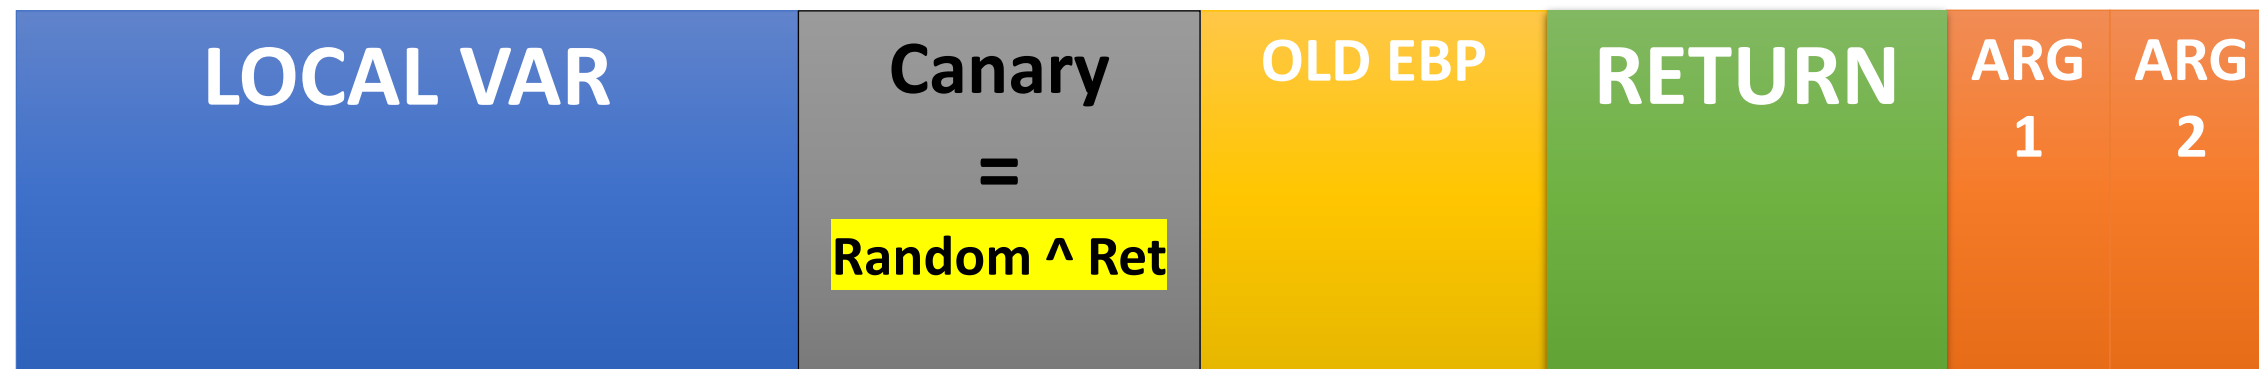 LOCAL VAR
Canary
=
Random ^ Ret
OLD EBP
RETURN
ARG
1
ARG
2